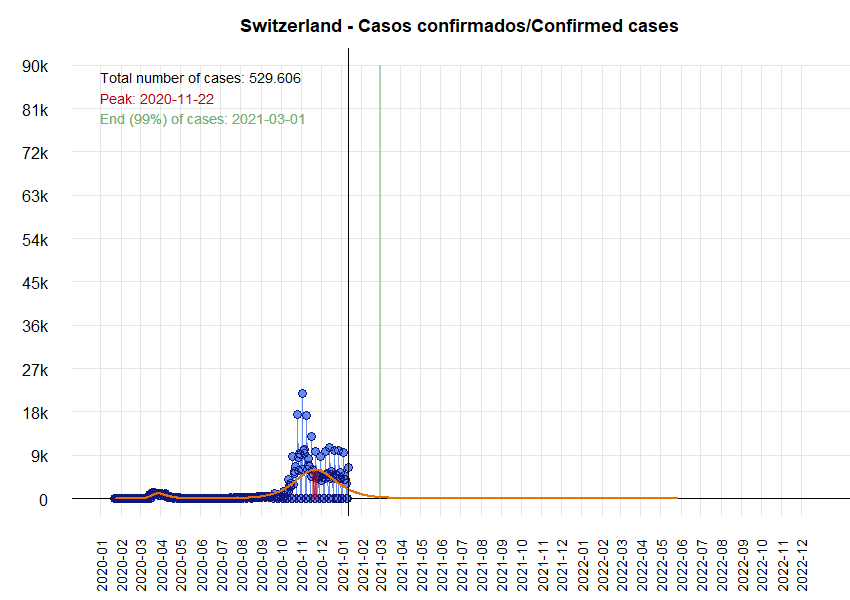 Switzerland - Casos confirmados/Confirmed cases
Total number of cases: 529.606
Peak: 2020-11-22
End (99%) of cases: 2021-03-01
90k
81k
72k
63k
54k
45k
36k
27k
18k
9k
0
2020-01
2020-02
2020-03
2020-04
2020-05
2020-06
2020-07
2020-08
2020-09
2020-10
2020-11
2020-12
2021-01
2021-02
2021-03
2021-04
2021-05
2021-06
2021-07
2021-08
2021-09
2021-10
2021-11
2021-12
2022-01
2022-02
2022-03
2022-04
2022-05
2022-06
2022-07
2022-08
2022-09
2022-10
2022-11
2022-12